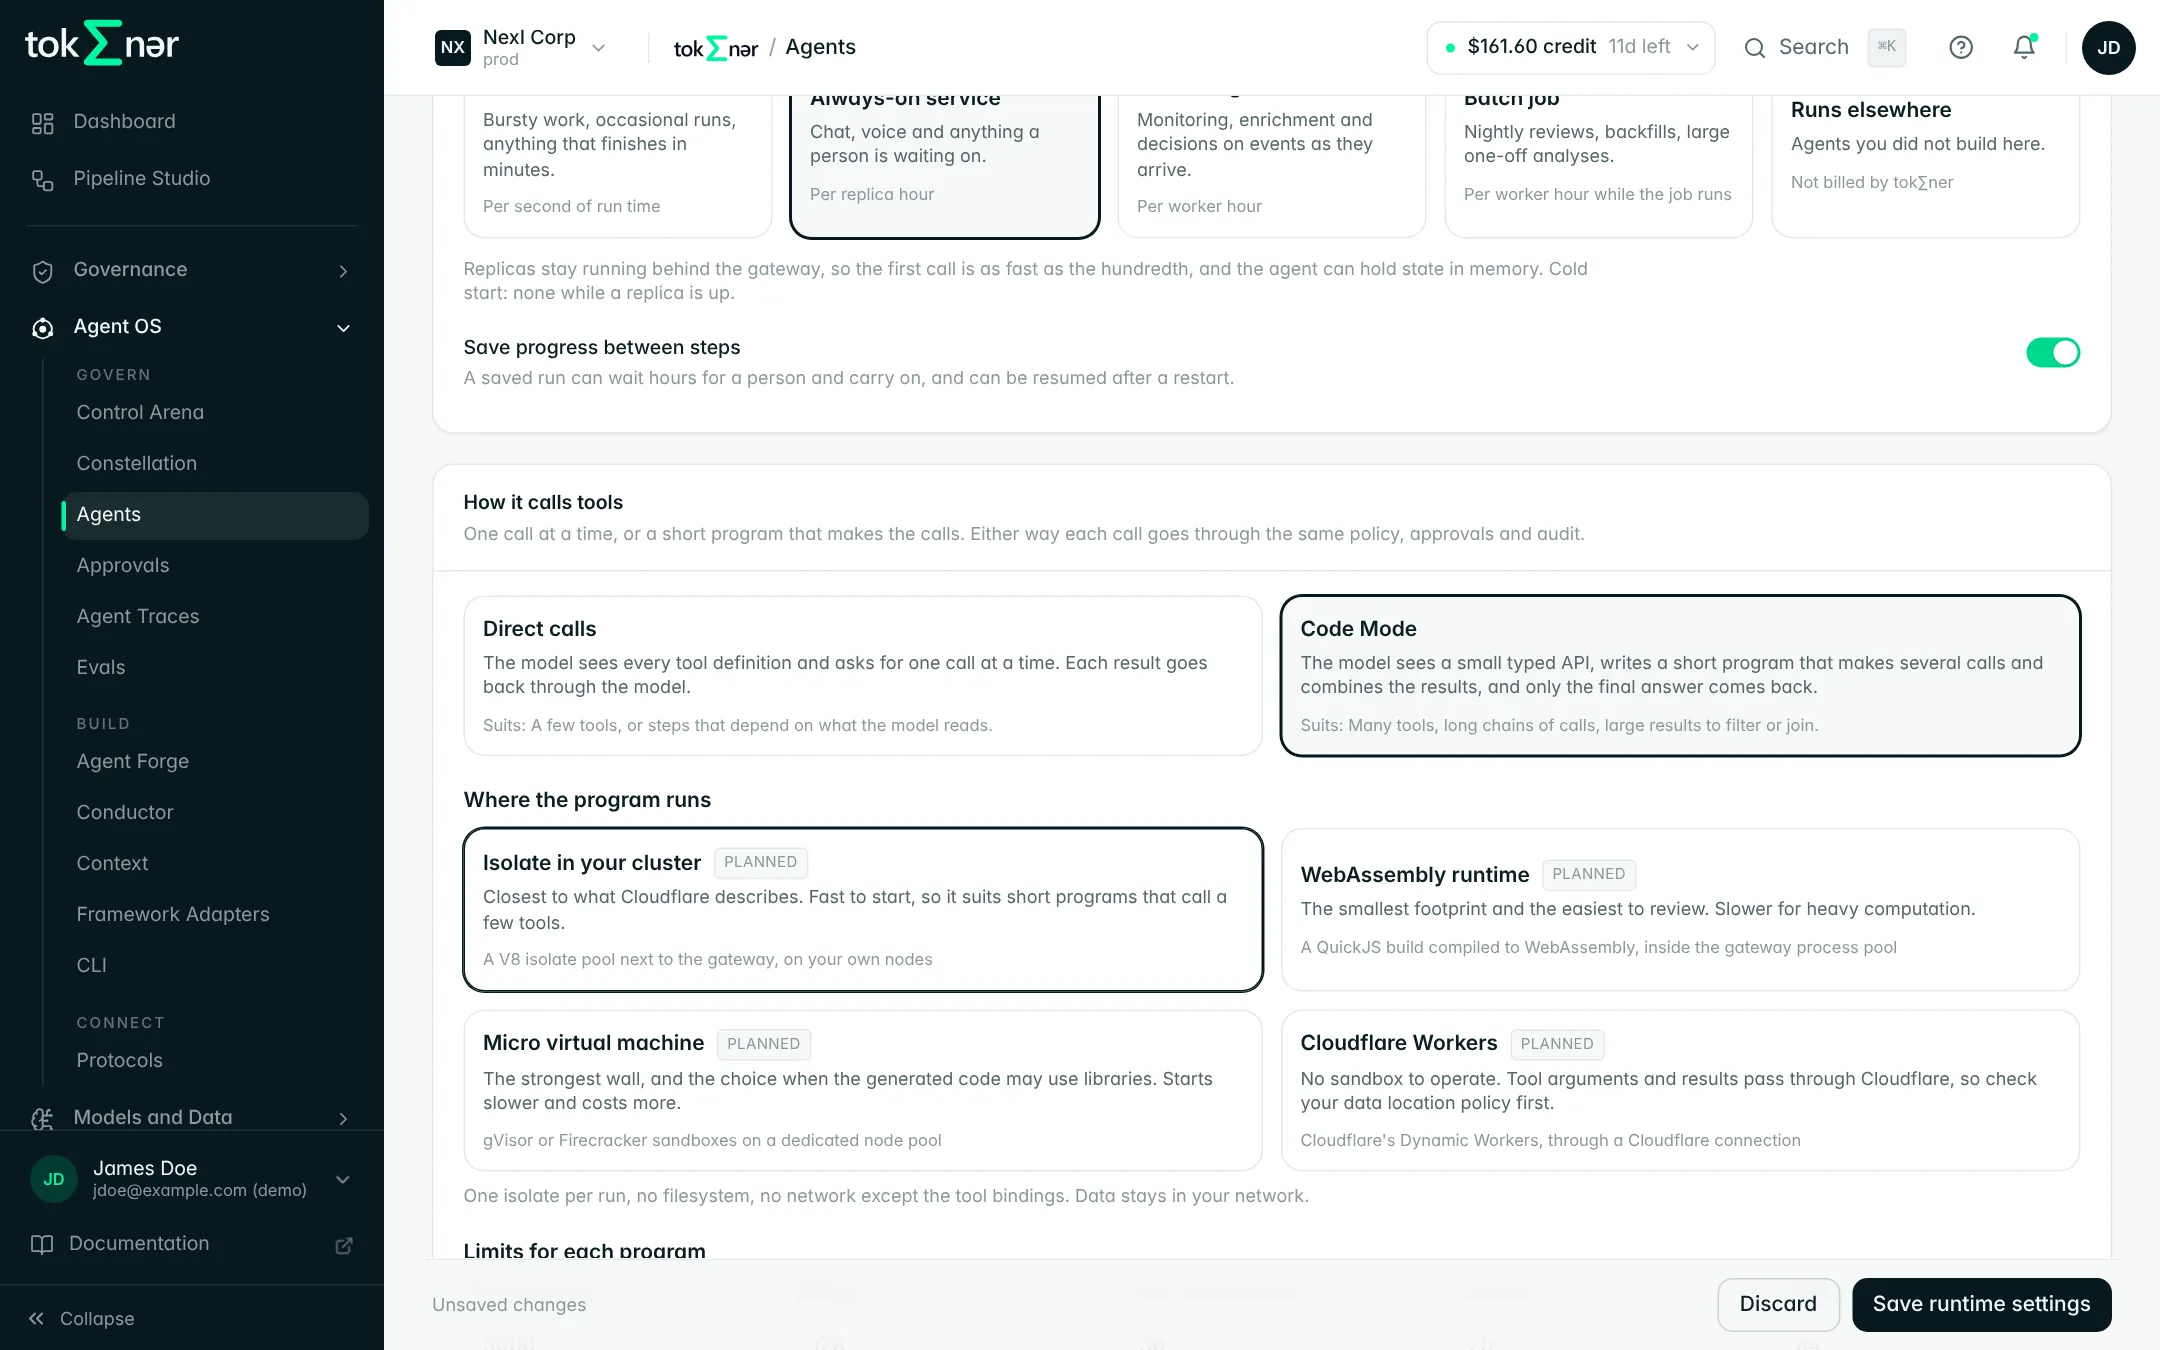 tok∑nər
Dashboard
Pipeline Studio
Governance
Agent OS
GOVERN
Control Arena
Constellation
Agents
Approvals
Agent Traces
Evals
BUILD
Agent Forge
Conductor
Context
Framework Adapters
CLI
CONNECT
Protocols
Models and Data
JD
James Doe
jdoe@example.com (demo)
Documentation
Collapse
NX
Nexl Corp
prod
tok∑nər / Agents
$161.60 credit 11d left
Search
⌘K
JD
Bursty work, occasional runs,
anything that finishes in
minutes.
Per second of run time
Always-on service
Chat, voice and anything a
person is waiting on.
Per replica hour
Monitoring, enrichment and
decisions on events as they
arrive.
Per worker hour
Batch job
Nightly reviews, backfills, large
one-off analyses.
Per worker hour while the job runs
Runs elsewhere
Agents you did not build here.
Not billed by tok∑ner
Replicas stay running behind the gateway, so the first call is as fast as the hundredth, and the agent can hold state in memory. Cold
start: none while a replica is up.
Save progress between steps
A saved run can wait hours for a person and carry on, and can be resumed after a restart.
How it calls tools
One call at a time, or a short program that makes the calls. Either way each call goes through the same policy, approvals and audit.
Direct calls
The model sees every tool definition and asks for one call at a time. Each result goes
back through the model.
Suits: A few tools, or steps that depend on what the model reads.
Code Mode
The model sees a small typed API, writes a short program that makes several calls and
combines the results, and only the final answer comes back.
Suits: Many tools, long chains of calls, large results to filter or join.
Where the program runs
Isolate in your cluster PLANNED
Closest to what Cloudflare describes. Fast to start, so it suits short programs that call a
few tools.
A V8 isolate pool next to the gateway, on your own nodes
WebAssembly runtime PLANNED
The smallest footprint and the easiest to review. Slower for heavy computation.
A QuickJS build compiled to WebAssembly, inside the gateway process pool
Micro virtual machine PLANNED
The strongest wall, and the choice when the generated code may use libraries. Starts
slower and costs more.
gVisor or Firecracker sandboxes on a dedicated node pool
Cloudflare Workers PLANNED
No sandbox to operate. Tool arguments and results pass through Cloudflare, so check
your data location policy first.
Cloudflare's Dynamic Workers, through a Cloudflare connection
One isolate per run, no filesystem, no network except the tool bindings. Data stays in your network.
Limits for each program
Unsaved changes
Discard
Save runtime settings